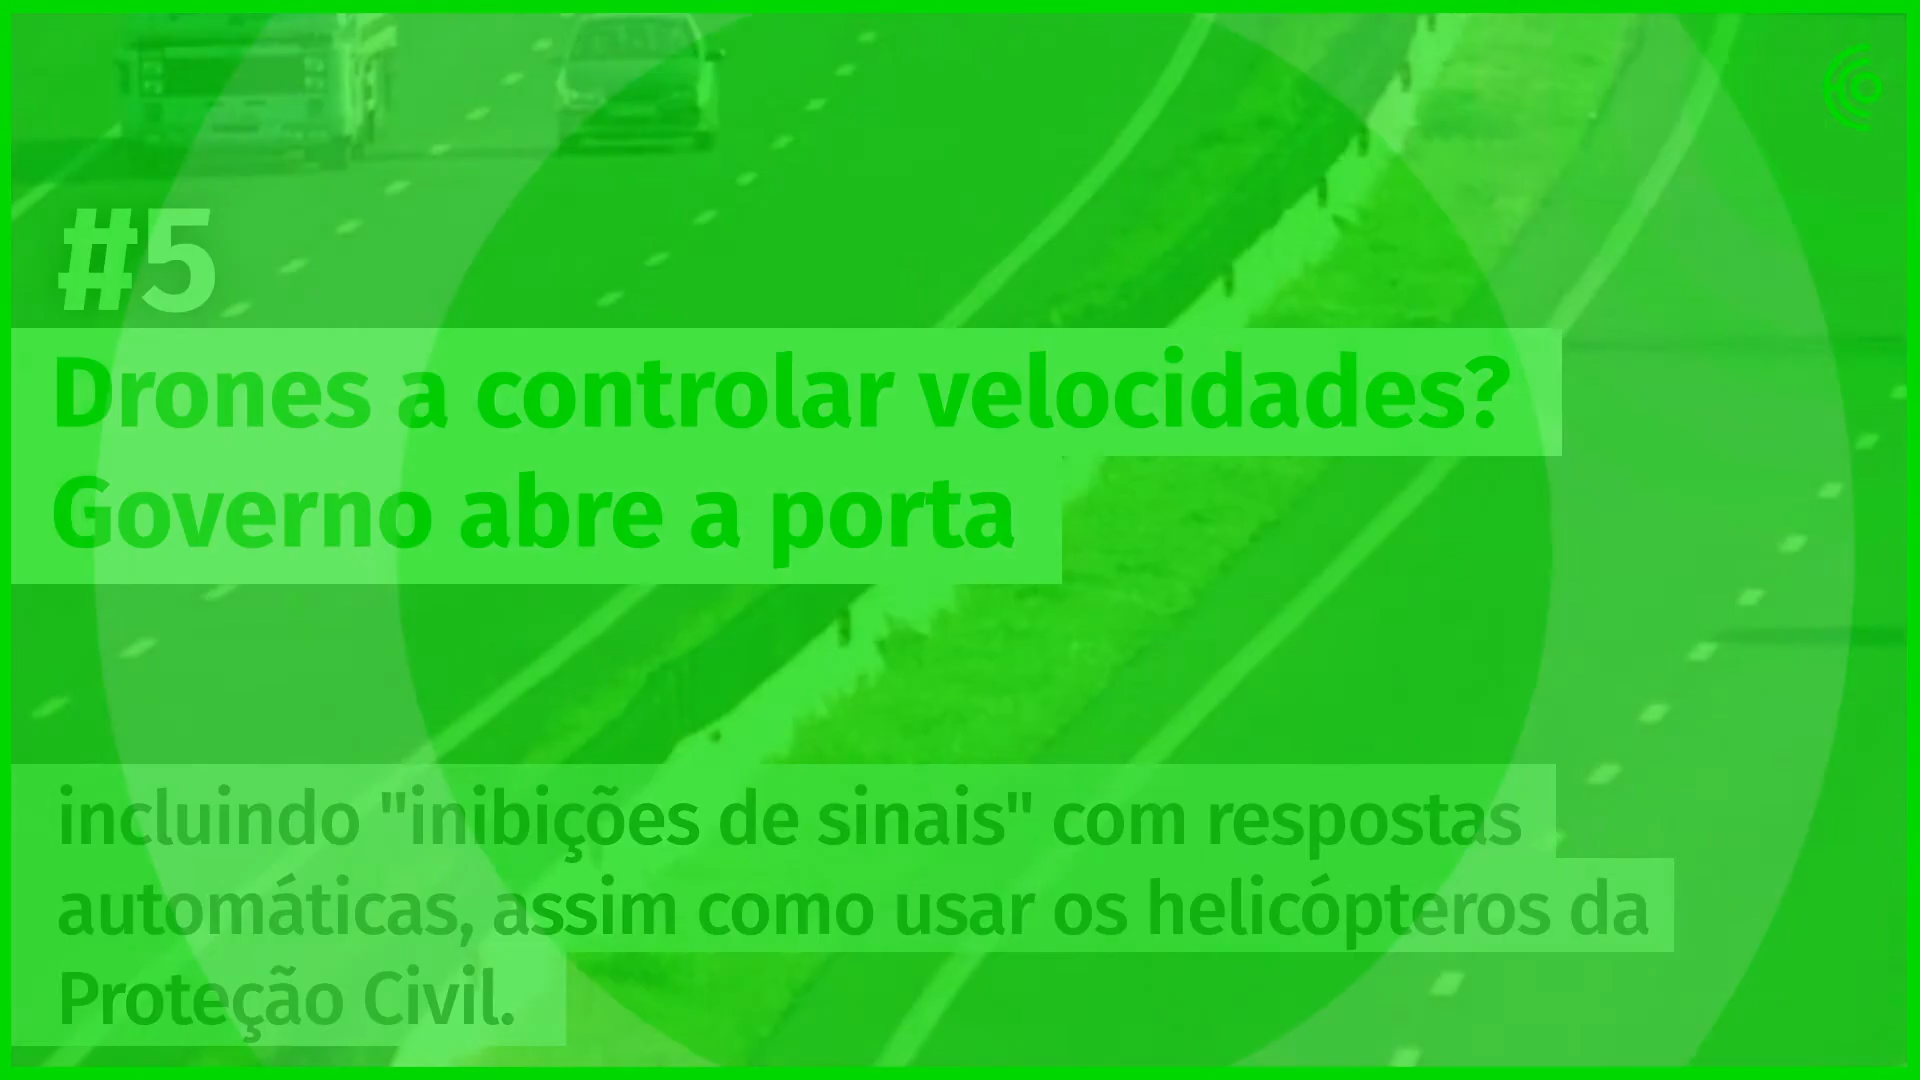 #5
Drones a controlar velocidades?
Governo abre a porta
incluindo "inibições de sinais" com respostas
automáticas, assim como usar os helicópteros da
Proteção Civil.